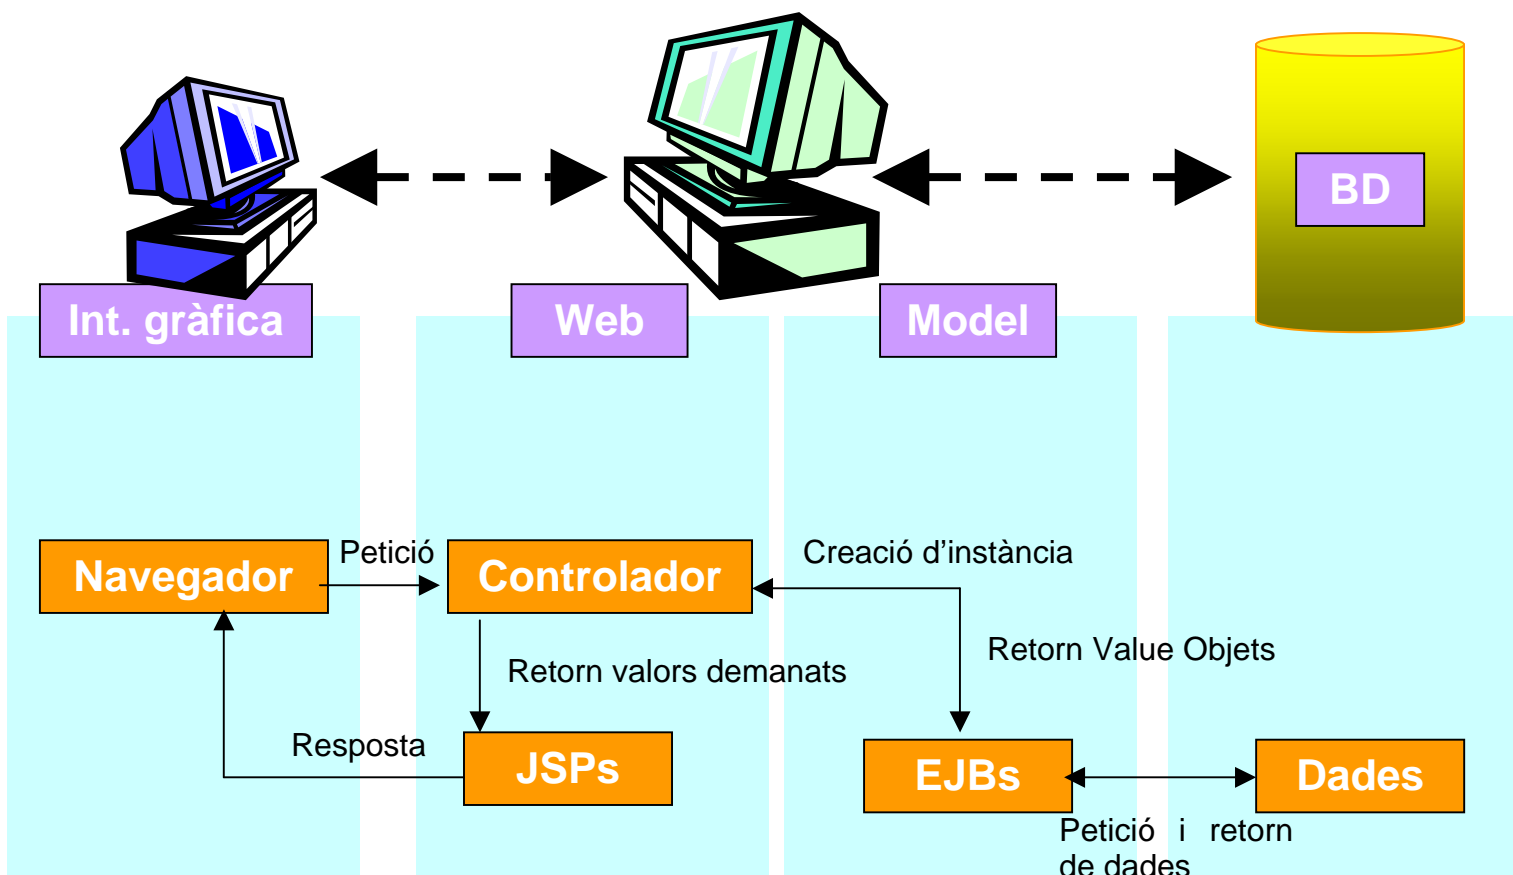 BD
Int. gràfica
Web
Model
Petició
Creació d'instància
Navegador
Controlador
Retorn Value Objets
Retorn valors demanats
Resposta
JSPs
EJBs
Dades
Petició i retorn
de dades